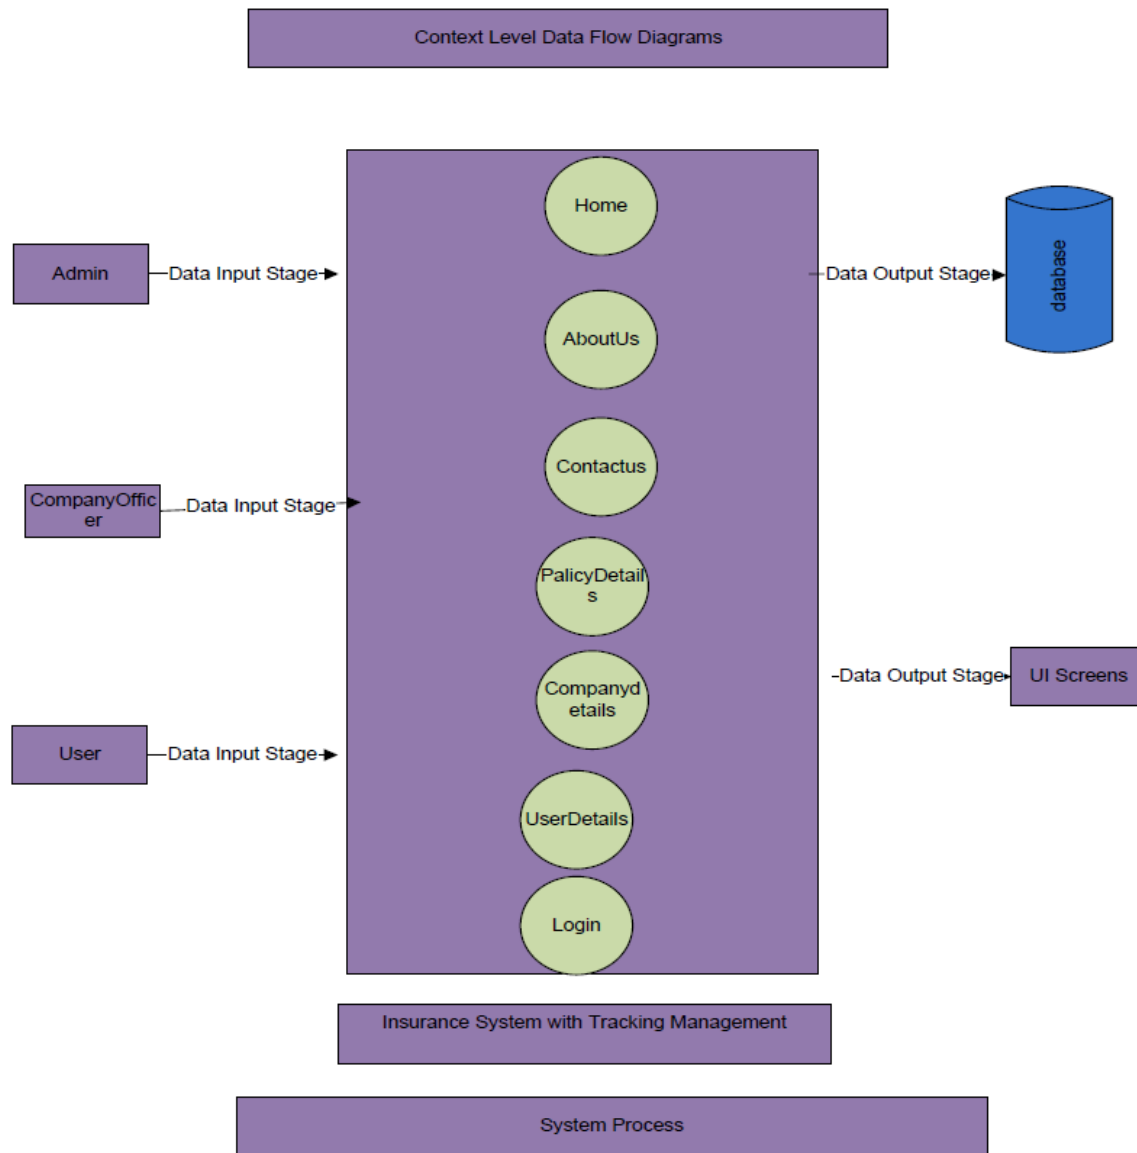 Context Level Data Flow Diagrams
Home
Admin
Data Input Stage
Data Output Stage
database
AboutUs
Contactus
CompanyOffic
er
Data Input Stage
PalicyDetail
s
Companyd
etails
Data Output Stage
UI Screens
User
Data Input Stage
UserDetails
Login
Insurance System with Tracking Management
System Process